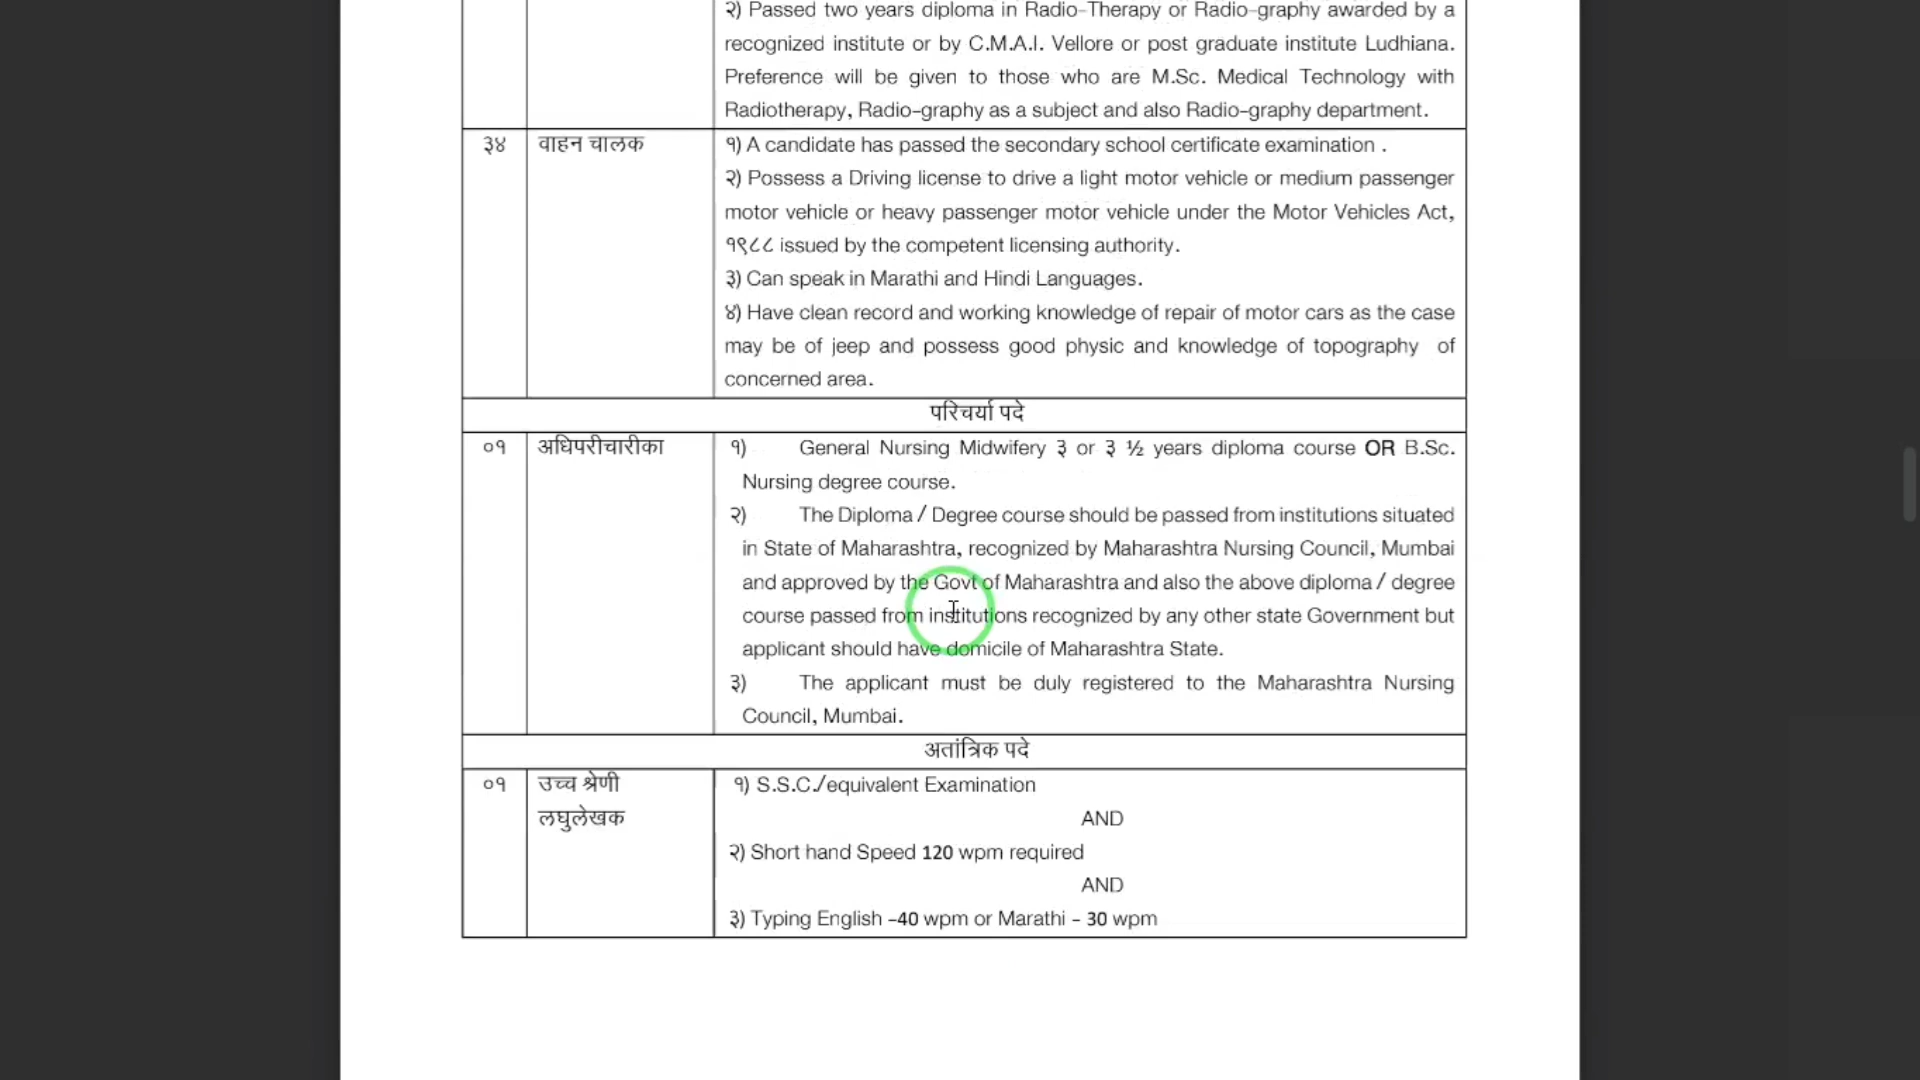 २) Passed two years diploma in Radio-Therapy or Radio-graphy awarded by a
recognized institute or by C.M.A.I. Vellore or post graduate institute Ludhiana.
Preference will be given to those who are M.Sc. Medical Technology with
Radiotherapy, Radio-graphy as a subject and also Radio-graphy department.
३४ वाहन चालक १) A candidate has passed the secondary school certificate examination .
२) Possess a Driving license to drive a light motor vehicle or medium passenger
motor vehicle or heavy passenger motor vehicle under the Motor Vehicles Act,
१९८८ issued by the competent licensing authority.
३) Can speak in Marathi and Hindi Languages.
४) Have clean record and working knowledge of repair of motor cars as the case
may be of jeep and possess good physic and knowledge of topography of
concerned area.
परिचर्या पदे
०१ अधिपरीचारीका १) General Nursing Midwifery ३ or ३ ½ years diploma course OR B.Sc.
Nursing degree course.
२) The Diploma / Degree course should be passed from institutions situated
in State of Maharashtra, recognized by Maharashtra Nursing Council, Mumbai
and approved by the Govt of Maharashtra and also the above diploma / degree
course passed from institutions recognized by any other state Government but
applicant should have domicile of Maharashtra State.
३) The applicant must be duly registered to the Maharashtra Nursing
Council, Mumbai.
अतांत्रिक पदे
०१ उच्च श्रेणी १) S.S.C./equivalent Examination
लघुलेखक AND
२) Short hand Speed 120 wpm required
AND
३) Typing English -40 wpm or Marathi - 30 wpm